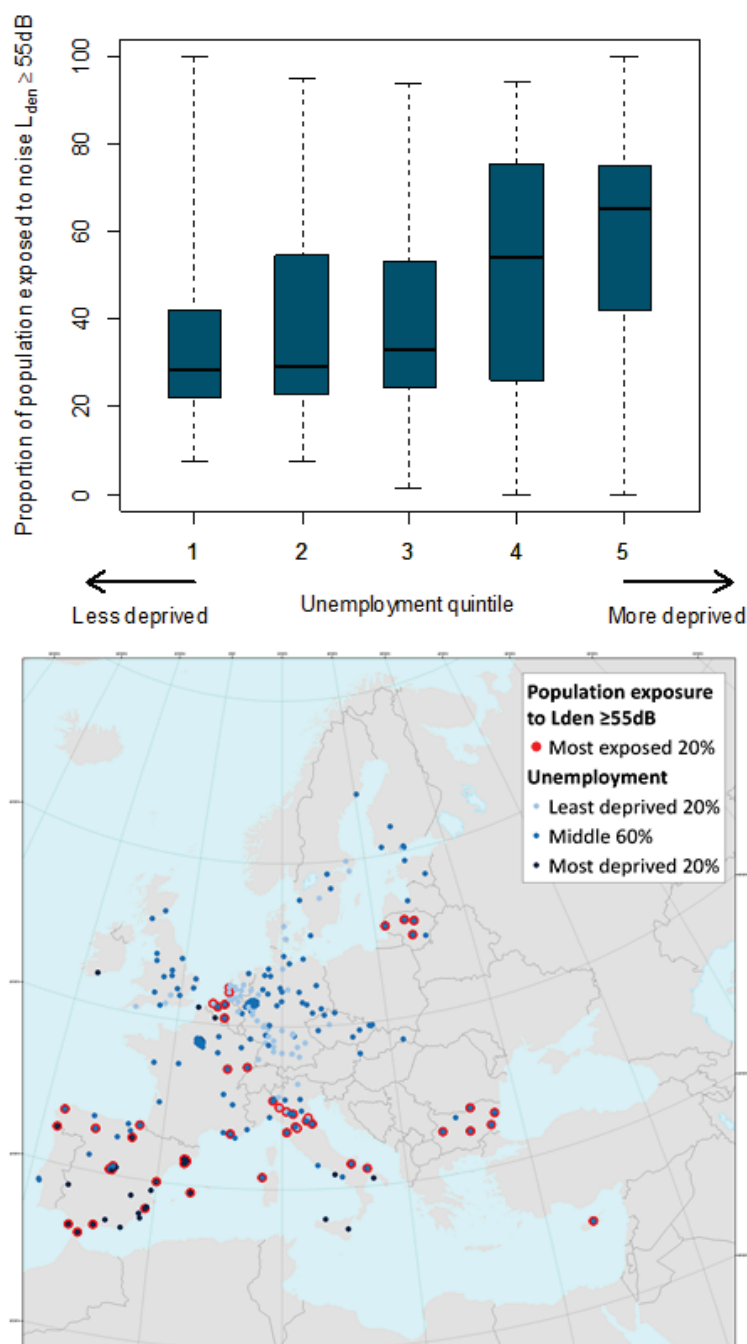 Proportion of population exposed to noise Lden ≥ 55dB
100
80
60
40
20
0
1 2 3 4 5
Less deprived Unemployment quintile More deprived
Population exposure
to Lden ≥55dB
Most exposed 20%
Unemployment
Least deprived 20%
Middle 60%
Most deprived 20%